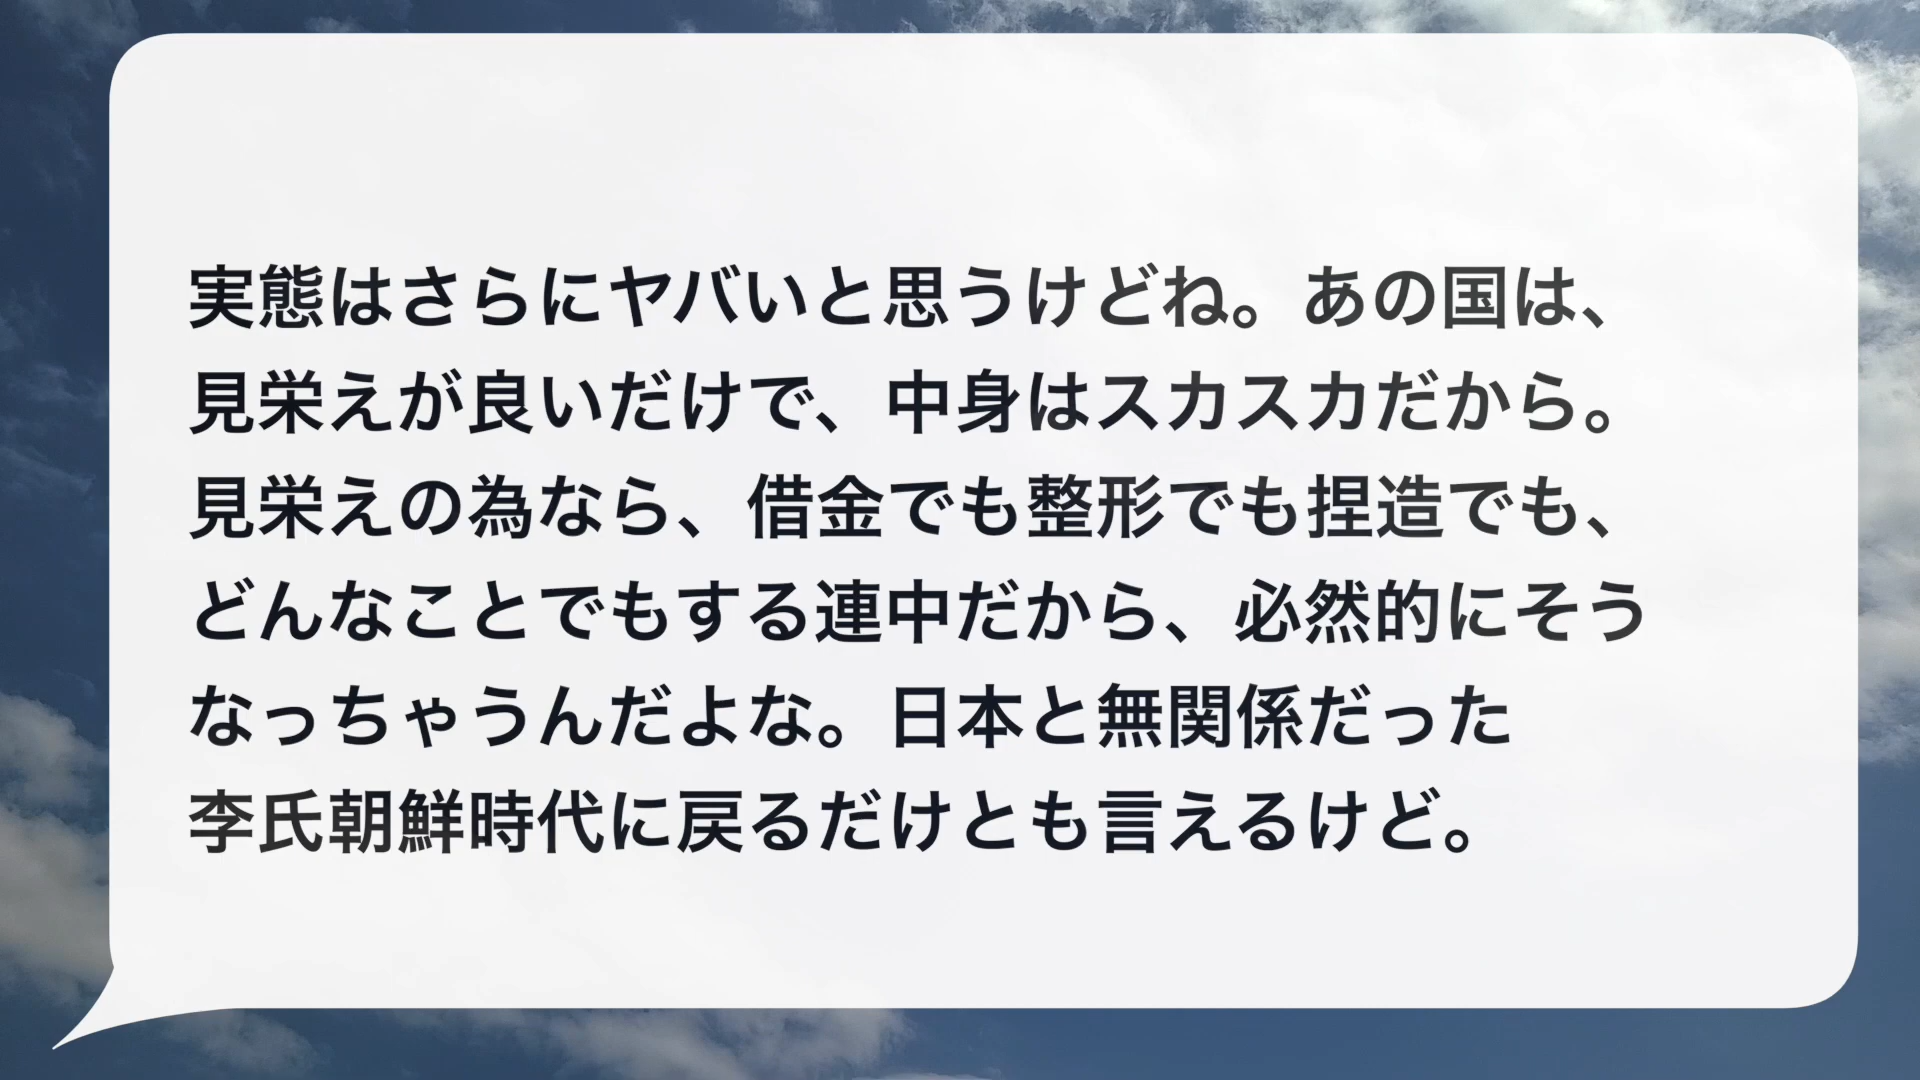 実態はさらにヤバいと思うけどね。あの国は、
見栄えが良いだけで、中身はスカスカだから。
見栄えの為なら、借金でも整形でも捏造でも、
どんなことでもする連中だから、必然的にそう
なっちゃうんだよな。日本と無関係だった
李氏朝鮮時代に戻るだけとも言えるけど。